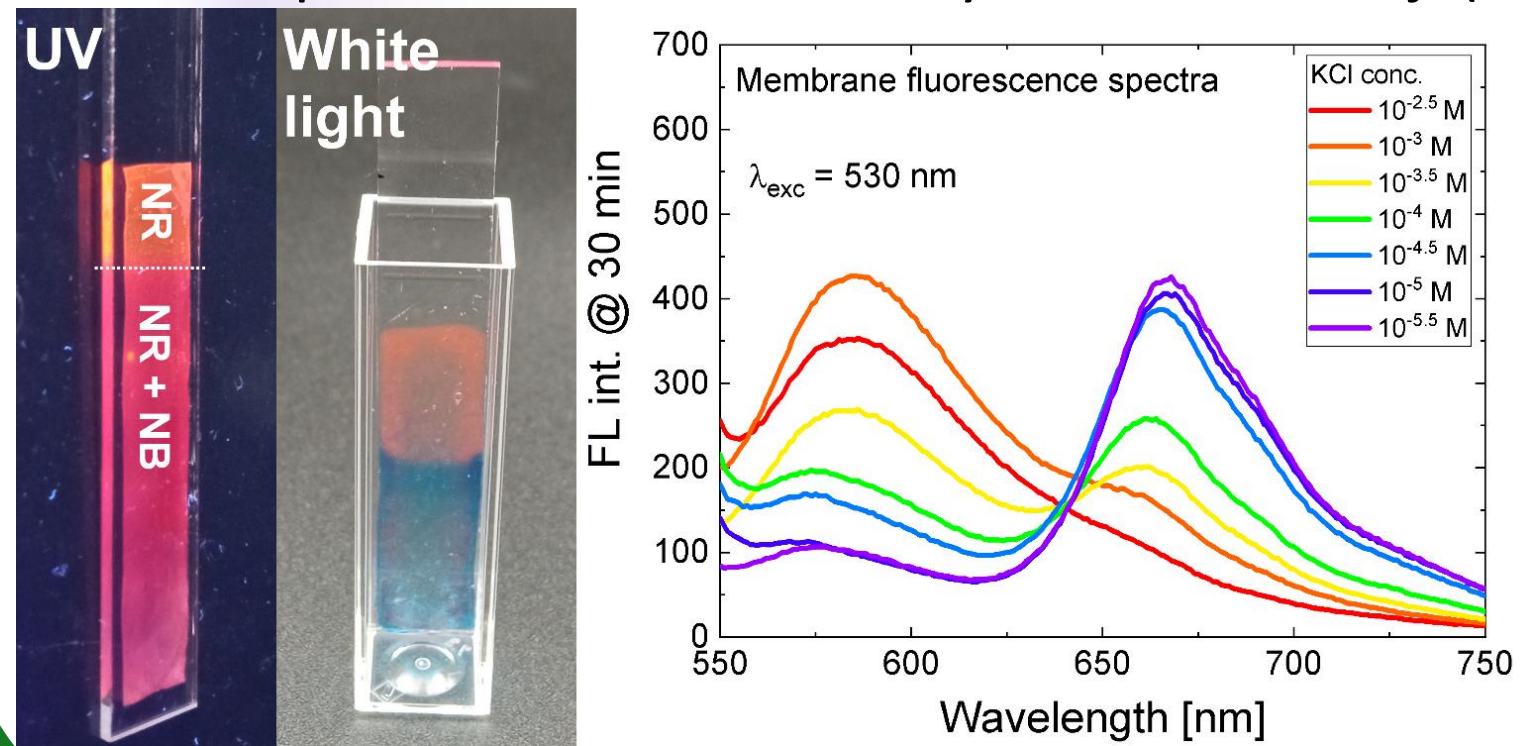 UV
White
light
NR
NR + NB
Membrane fluorescence spectra
λexc = 530 nm
KCl conc.
10-2.5 M
10-3 M
10-3.5 M
10-4 M
10-4.5 M
10-5 M
10-5.5 M
FL int. @ 30 min
700
600
500
400
300
200
100
0
550
600
650
700
750
Wavelength [nm]